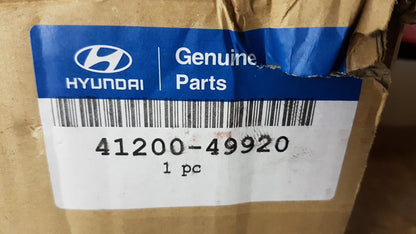 HYUNDAI
Genuine
Parts
41200-49920
1 pc